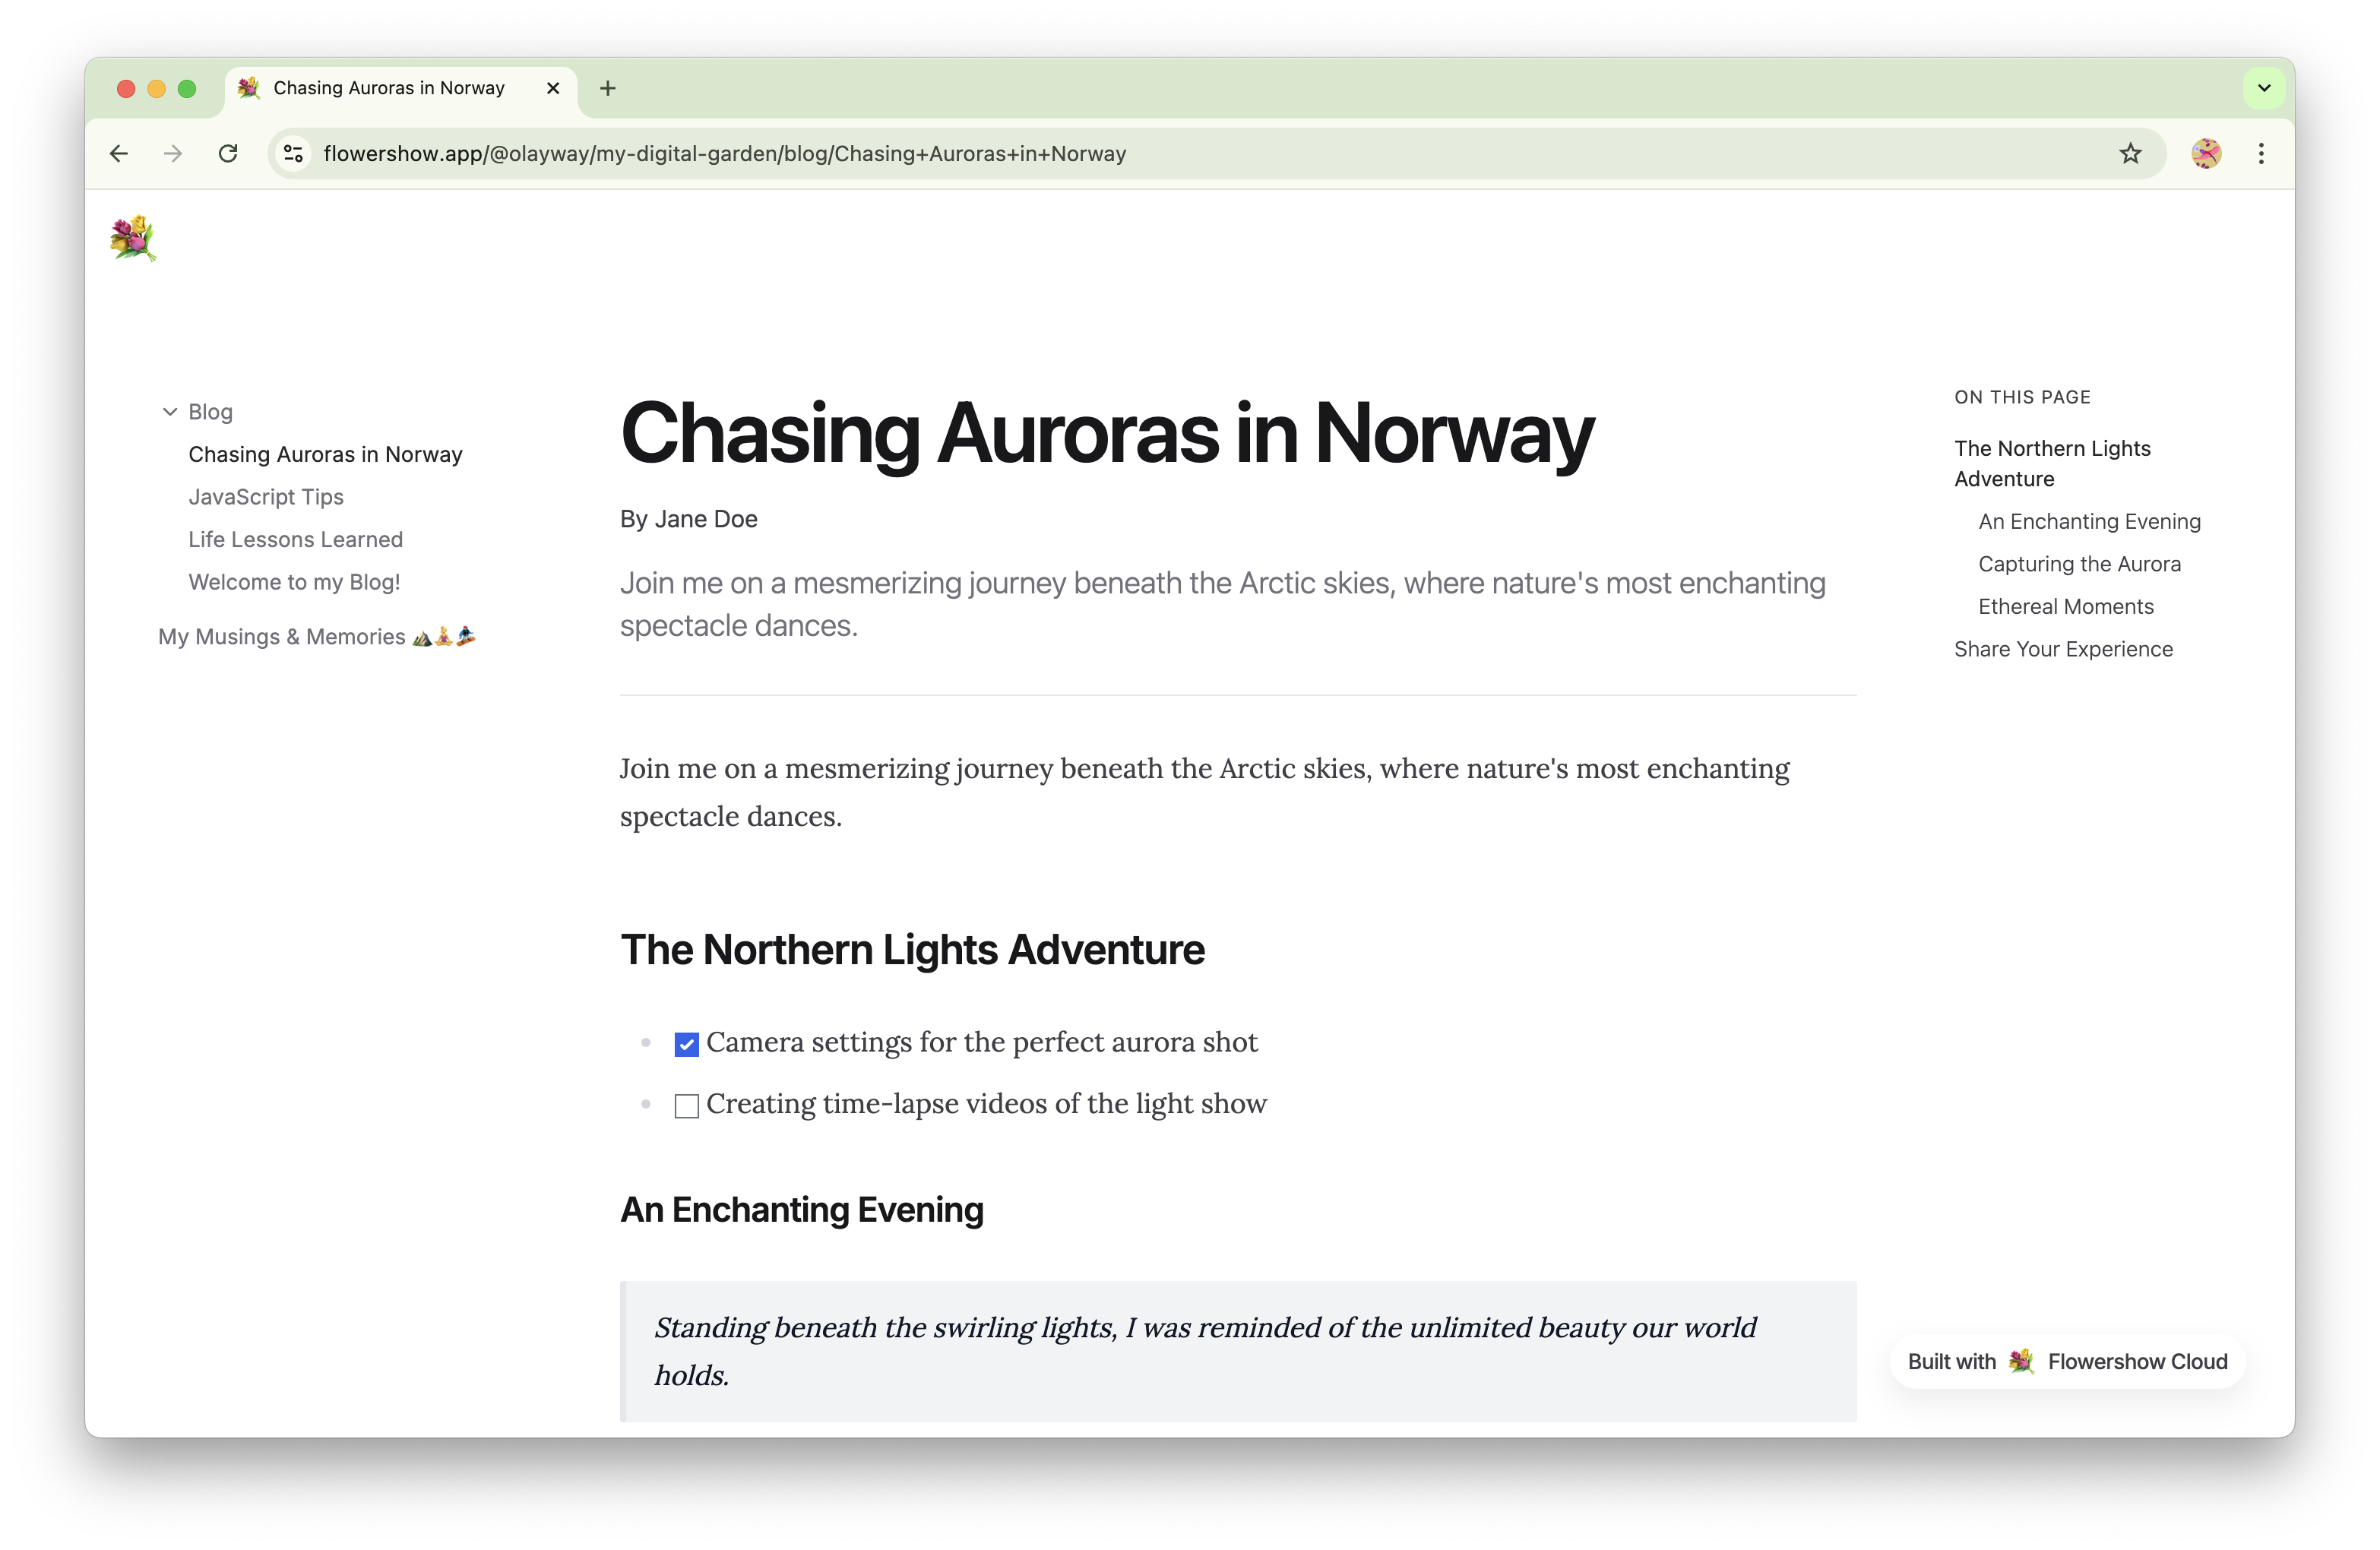 Chasing Auroras in Norway
flowershow.app/@olayway/my-digital-garden/blog/Chasing+Auroras+in+Norway
Blog
Chasing Auroras in Norway
JavaScript Tips
Life Lessons Learned
Welcome to my Blog!
My Musings & Memories 🏕️🧘‍♀️🏂
Chasing Auroras in Norway
By Jane Doe
Join me on a mesmerizing journey beneath the Arctic skies, where nature's most enchanting
spectacle dances.
Join me on a mesmerizing journey beneath the Arctic skies, where nature's most enchanting
spectacle dances.
The Northern Lights Adventure
Camera settings for the perfect aurora shot
Creating time-lapse videos of the light show
An Enchanting Evening
Standing beneath the swirling lights, I was reminded of the unlimited beauty our world
holds.
ON THIS PAGE
The Northern Lights
Adventure
An Enchanting Evening
Capturing the Aurora
Ethereal Moments
Share Your Experience
Built with 💐 Flowershow Cloud